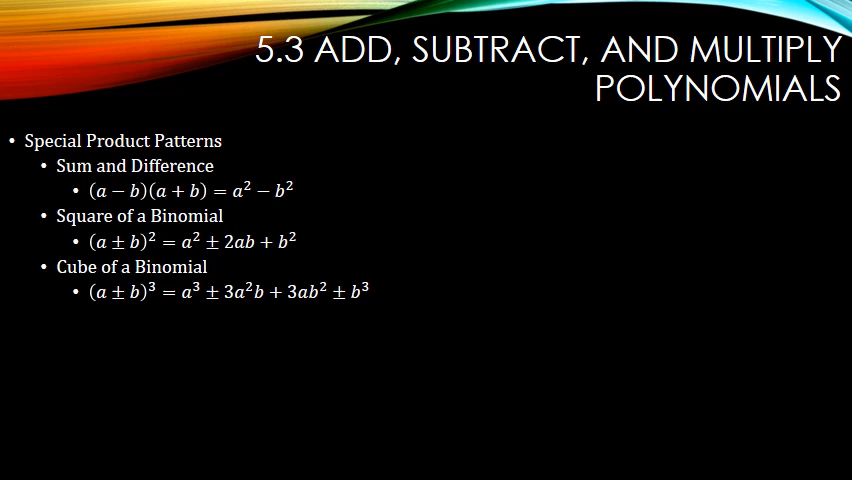 5.3 ADD, SUBTRACT, AND MULTIPLY
POLYNOMIALS
• Special Product Patterns
• Sum and Difference
• (a − b)(a + b) = a² − b²
• Square of a Binomial
• (a ± b)² = a² ± 2ab + b²
• Cube of a Binomial
• (a ± b)³ = a³ ± 3a²b + 3ab² ± b³